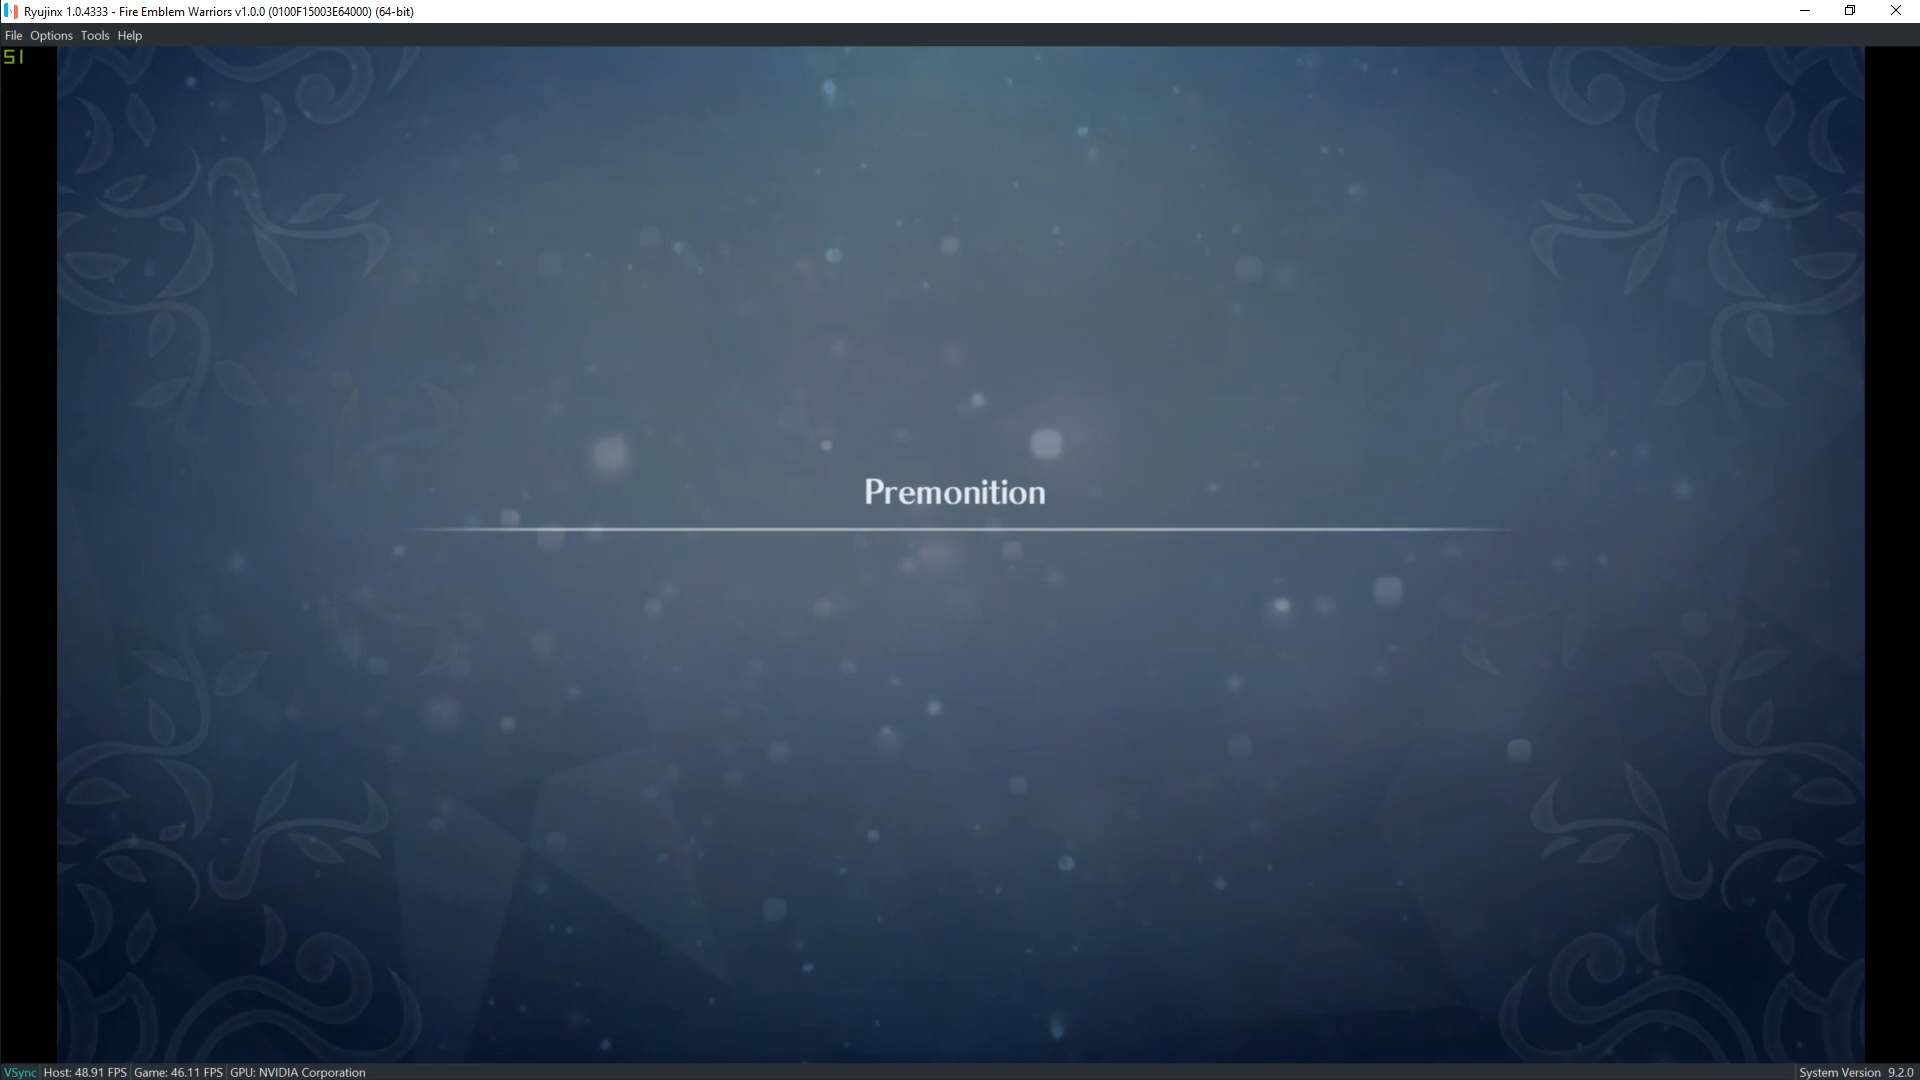 Ryujinx 1.0.4333 - Fire Emblem Warriors v1.0.0 (0100F15003E64000) (64-bit)
File Options Tools Help
51
Premonition
VSync Host: 48.91 FPS Game: 46.11 FPS GPU: NVIDIA Corporation System Version 9.2.0